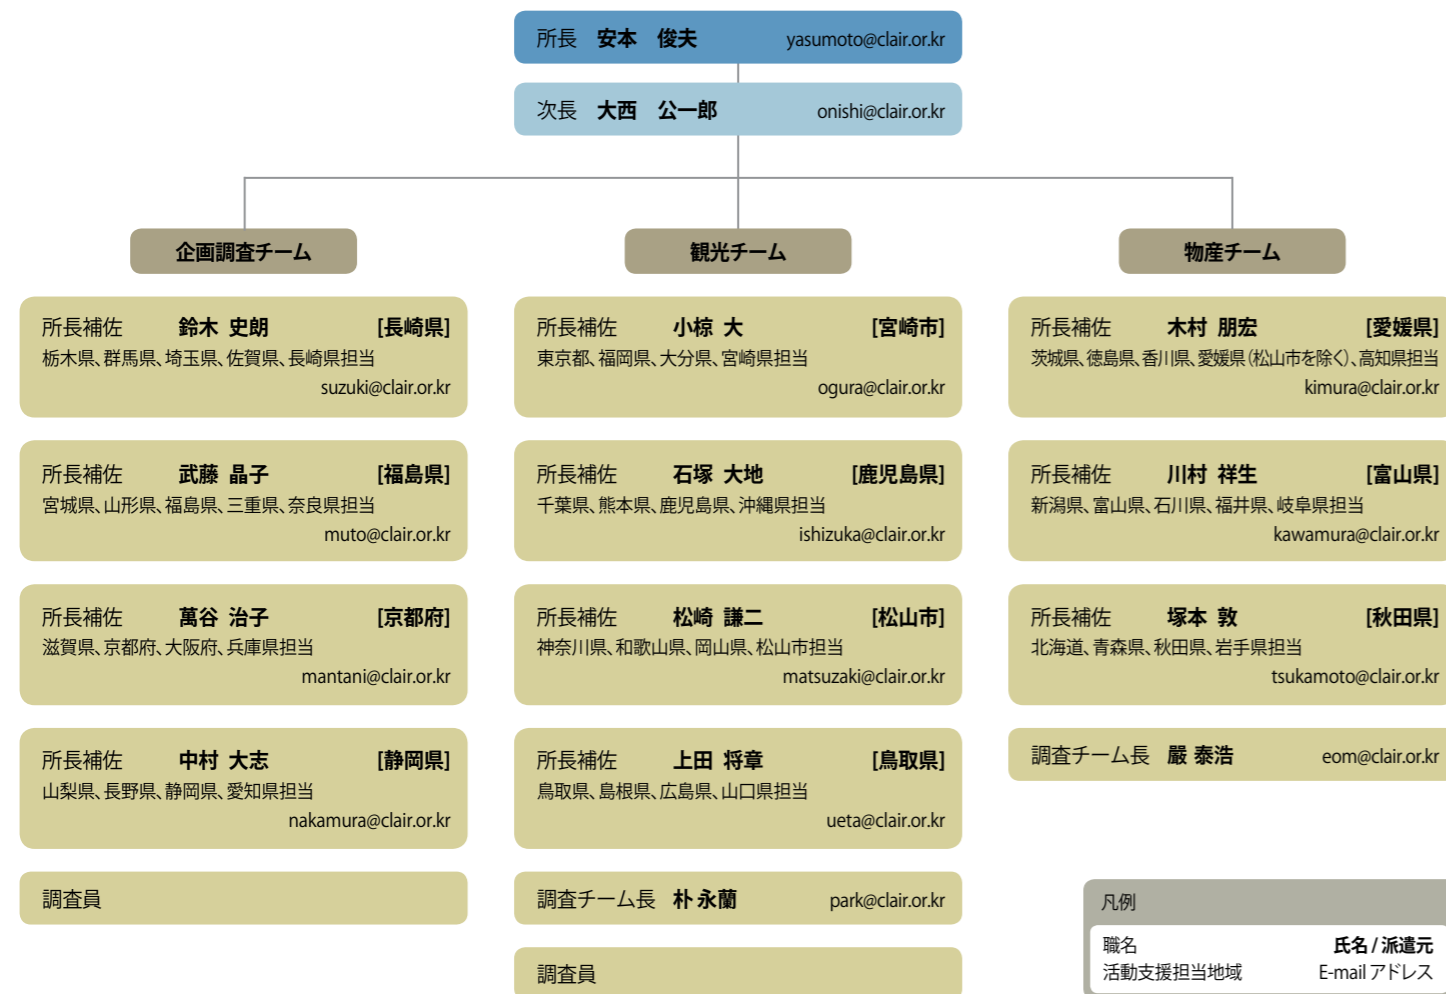 所長 安本 俊夫 yasumoto@clair.or.kr
次長 大西 公一郎 onishi@clair.or.kr
企画調査チーム
所長補佐 鈴木 史朗 [長崎県]
栃木県、群馬県、埼玉県、佐賀県、長崎県担当
suzuki@clair.or.kr
所長補佐 武藤 晶子 [福島県]
宮城県、山形県、福島県、三重県、奈良県担当
muto@clair.or.kr
所長補佐 萬谷 治子 [京都府]
滋賀県、京都府、大阪府、兵庫県担当
mantani@clair.or.kr
所長補佐 中村 大志 [静岡県]
山梨県、長野県、静岡県、愛知県担当
nakamura@clair.or.kr
調査員
観光チーム
所長補佐 小椋 大 [宮崎市]
東京都、福岡県、大分県、宮崎県担当
ogura@clair.or.kr
所長補佐 石塚 大地 [鹿児島県]
千葉県、熊本県、鹿児島県、沖縄県担当
ishizuka@clair.or.kr
所長補佐 松崎 謙二 [松山市]
神奈川県、和歌山県、岡山県、松山市担当
matsuzaki@clair.or.kr
所長補佐 上田 将章 [鳥取県]
鳥取県、島根県、広島県、山口県担当
ueta@clair.or.kr
調査チーム長 朴 永蘭 park@clair.or.kr
調査員
物産チーム
所長補佐 木村 朋宏 [愛媛県]
茨城県、徳島県、香川県、愛媛県（松山市を除く）、高知県担当
kimura@clair.or.kr
所長補佐 川村 祥生 [富山県]
新潟県、富山県、石川県、福井県、岐阜県担当
kawamura@clair.or.kr
所長補佐 塚本 敦 [秋田県]
北海道、青森県、秋田県、岩手県担当
tsukamoto@clair.or.kr
調査チーム長 嚴 泰浩 eom@clair.or.kr
凡例
職名 氏名 / 派遣元
活動支援担当地域 E-mail アドレス